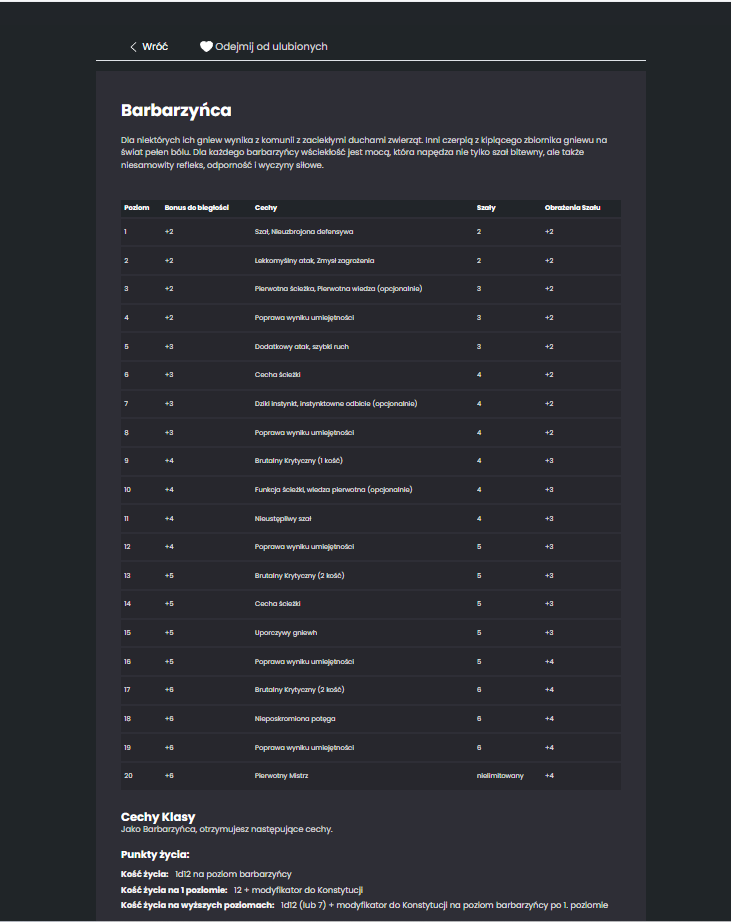 Wróć Odejmij od ulubionych
Barbarzyńca
Dla niektórych ich gniew wynika z komunii z zaciekłymi duchami zwierząt. Inni czerpią z kipiącego zbiornika gniewu na
świat pełen bólu. Dla każdego barbarzyńcy wściekłość jest mocą, która napędza nie tylko szał bitewny, ale także
niesamowity refleks, odporność i wyczyny siłowe.
Poziom Bonus do biegłości Cechy Szały Obrażenia Szału
1 +2 Szał, Nieuzbrojona defensywa 2 +2
2 +2 Lekkomyślny atak, Zmysł zagrożenia 2 +2
3 +2 Pierwotna ścieżka, Pierwotna wiedza (opcjonalnie) 3 +2
4 +2 Poprawa wyniku umiejętności 3 +2
5 +3 Dodatkowy atak, szybki ruch 3 +2
6 +3 Cecha ścieżki 4 +2
7 +3 Dziki instynkt, Instynktowne odbicie (opcjonalnie) 4 +2
8 +3 Poprawa wyniku umiejętności 4 +2
9 +4 Brutalny Krytyczny (1 kość) 4 +3
10 +4 Funkcja ścieżki, wiedza pierwotna (opcjonalnie) 4 +3
11 +4 Nieustępliwy szał 4 +3
12 +4 Poprawa wyniku umiejętności 5 +3
13 +5 Brutalny Krytyczny (2 kość) 5 +3
14 +5 Cecha ścieżki 5 +3
15 +5 Uporczywy gniewh 5 +3
16 +5 Poprawa wyniku umiejętności 5 +4
17 +6 Brutalny Krytyczny (2 kość) 6 +4
18 +6 Nieposkromiona potęga 6 +4
19 +6 Poprawa wyniku umiejętności 6 +4
20 +6 Pierwotny Mistrz nielimitowany +4
Cechy Klasy
Jako Barbarzyńca, otrzymujesz następujące cechy.
Punkty życia:
Kość życia: 1d12 na poziom barbarzyńcy
Kość życia na 1 poziomie: 12 + modyfikator do Konstytucji
Kość życia na wyższych poziomach: 1d12 (lub 7) + modyfikator do Konstytucji na poziom barbarzyńcy po 1. poziomie